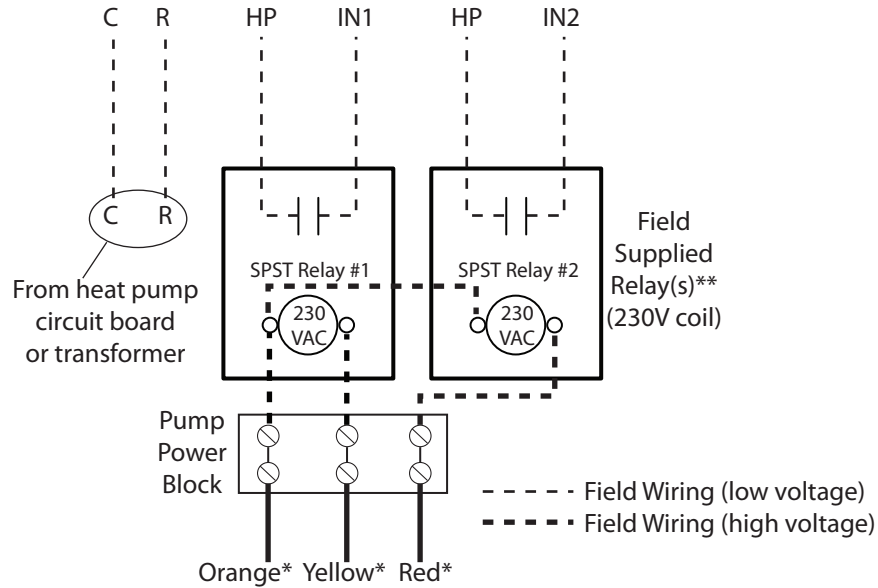 C R HP IN1 HP IN2
C R
From heat pump
circuit board
or transformer
SPST Relay #1
230
VAC
SPST Relay #2
230
VAC
Field
Supplied
Relay(s)**
(230V coil)
Pump
Power
Block
Orange* Yellow* Red*
Field Wiring (low voltage)
Field Wiring (high voltage)